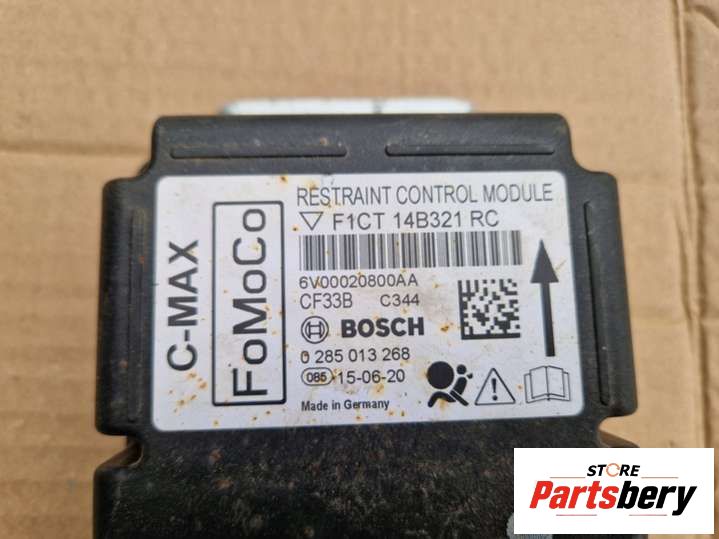 C-MAX
FoMoCo
RESTRAINT CONTROL MODULE
F1CT 14B321 RC
6V00020800AA
CF33B C344
BOSCH
0 285 013 268
085 15-06-20
Made in Germany
STORE
Partsbery